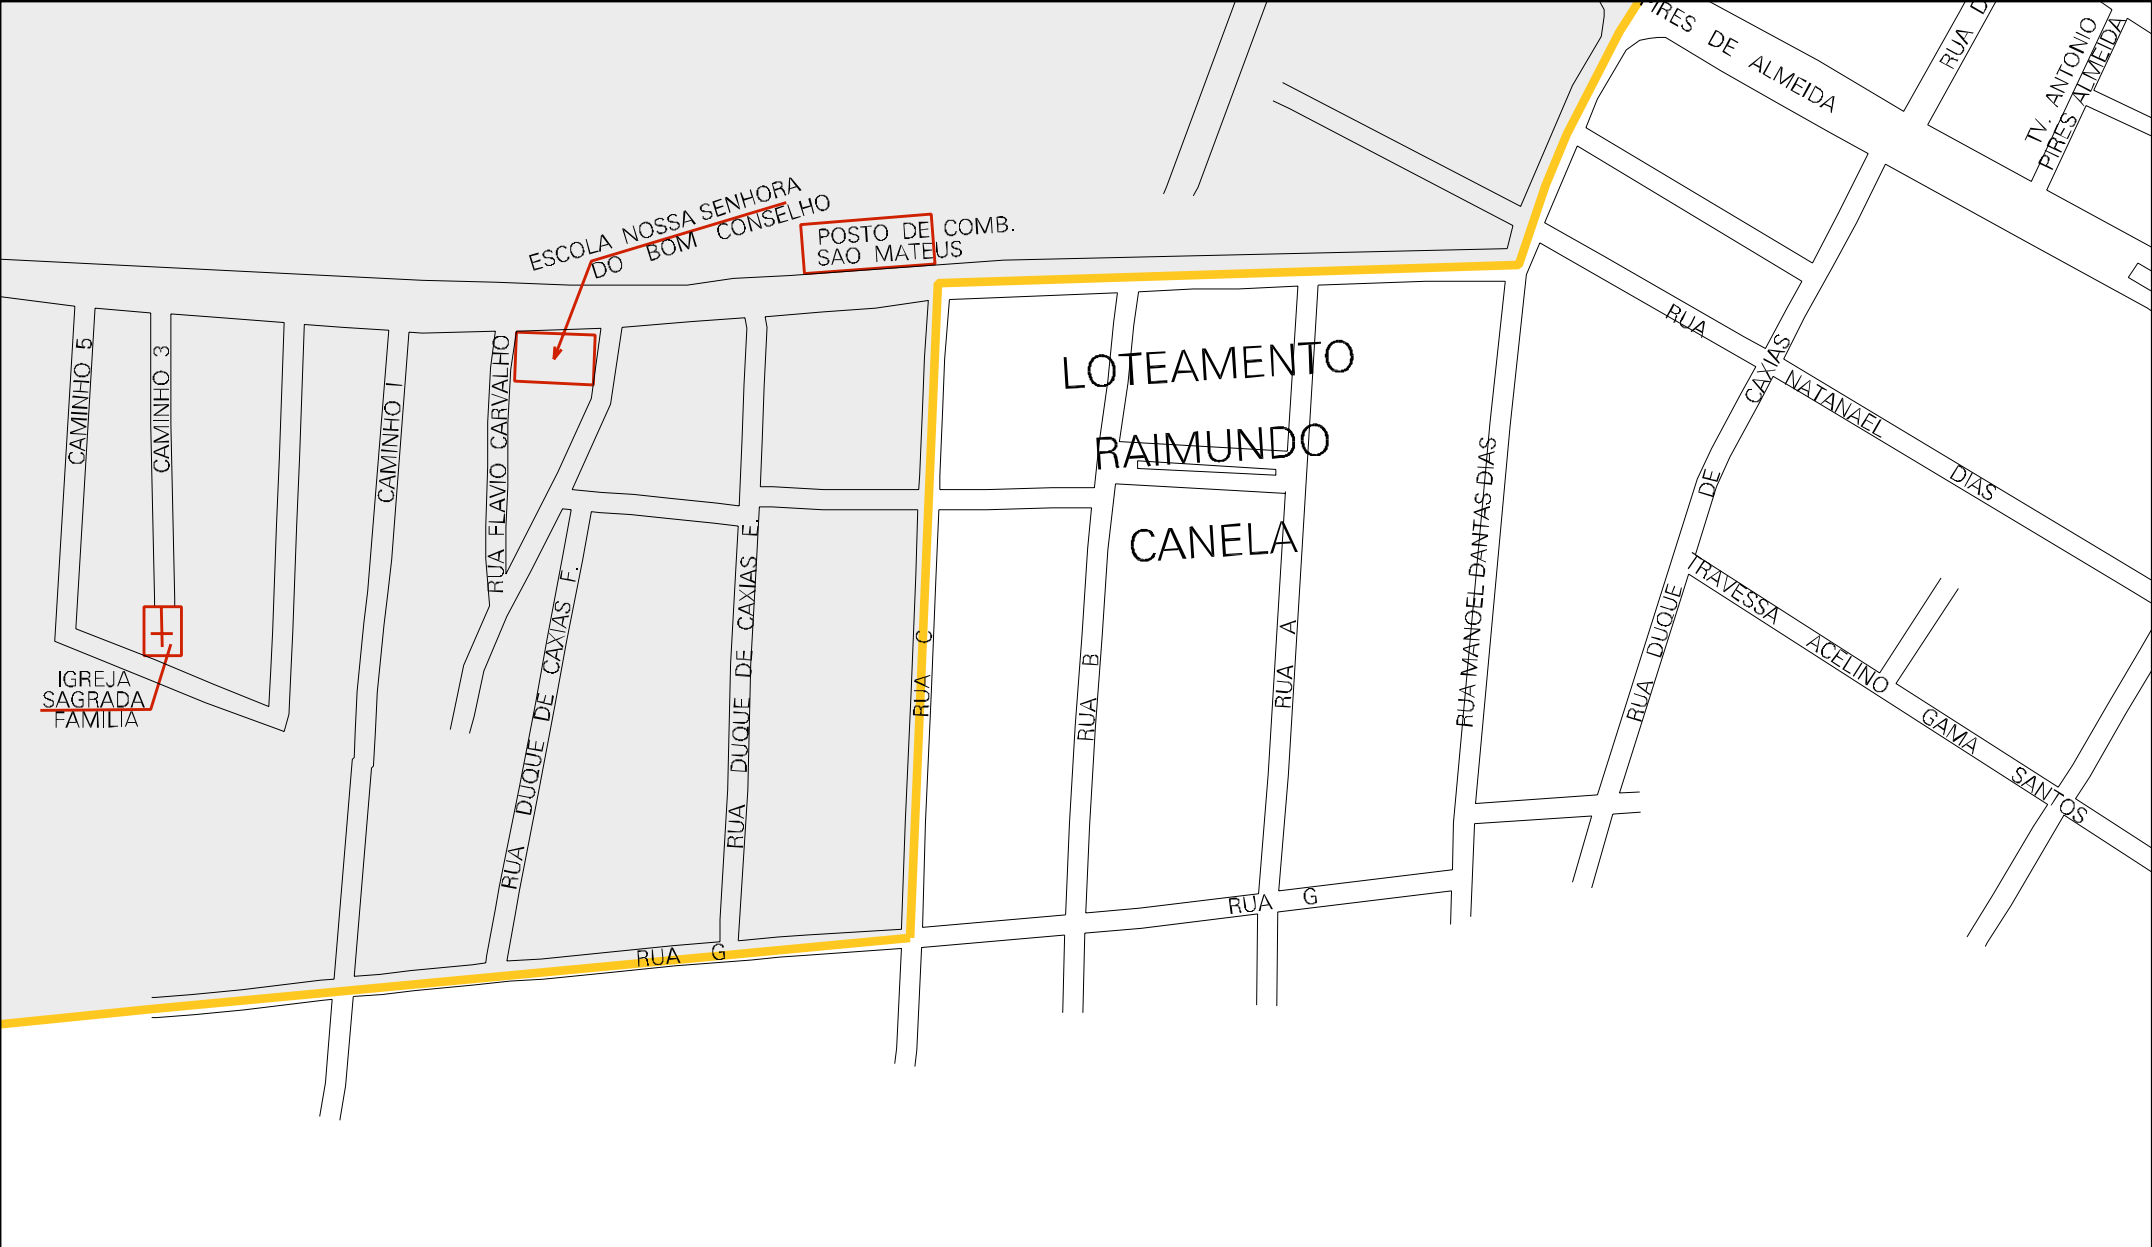 PIRES DE ALMEIDA
RUA D
TV. ANTONIO
PIRES ALMEIDA
ESCOLA NOSSA SENHORA
DO BOM CONSELHO
POSTO DE COMB.
SAO MATEUS
RUA NATANAEL DIAS
LOTEAMENTO
RAIMUNDO
CANELA
CAMINHO 5
CAMINHO 3
CAMINHO I
RUA FLAVIO CARVALHO
RUA DUQUE DE CAXIAS F.
RUA DUQUE DE CAXIAS E.
RUA C
RUA B
RUA A
RUA MANOEL DANTAS DIAS
RUA DUQUE DE CAXIAS
TRAVESSA ACELINO GAMA SANTOS
IGREJA
SAGRADA
FAMILIA
RUA G
RUA G